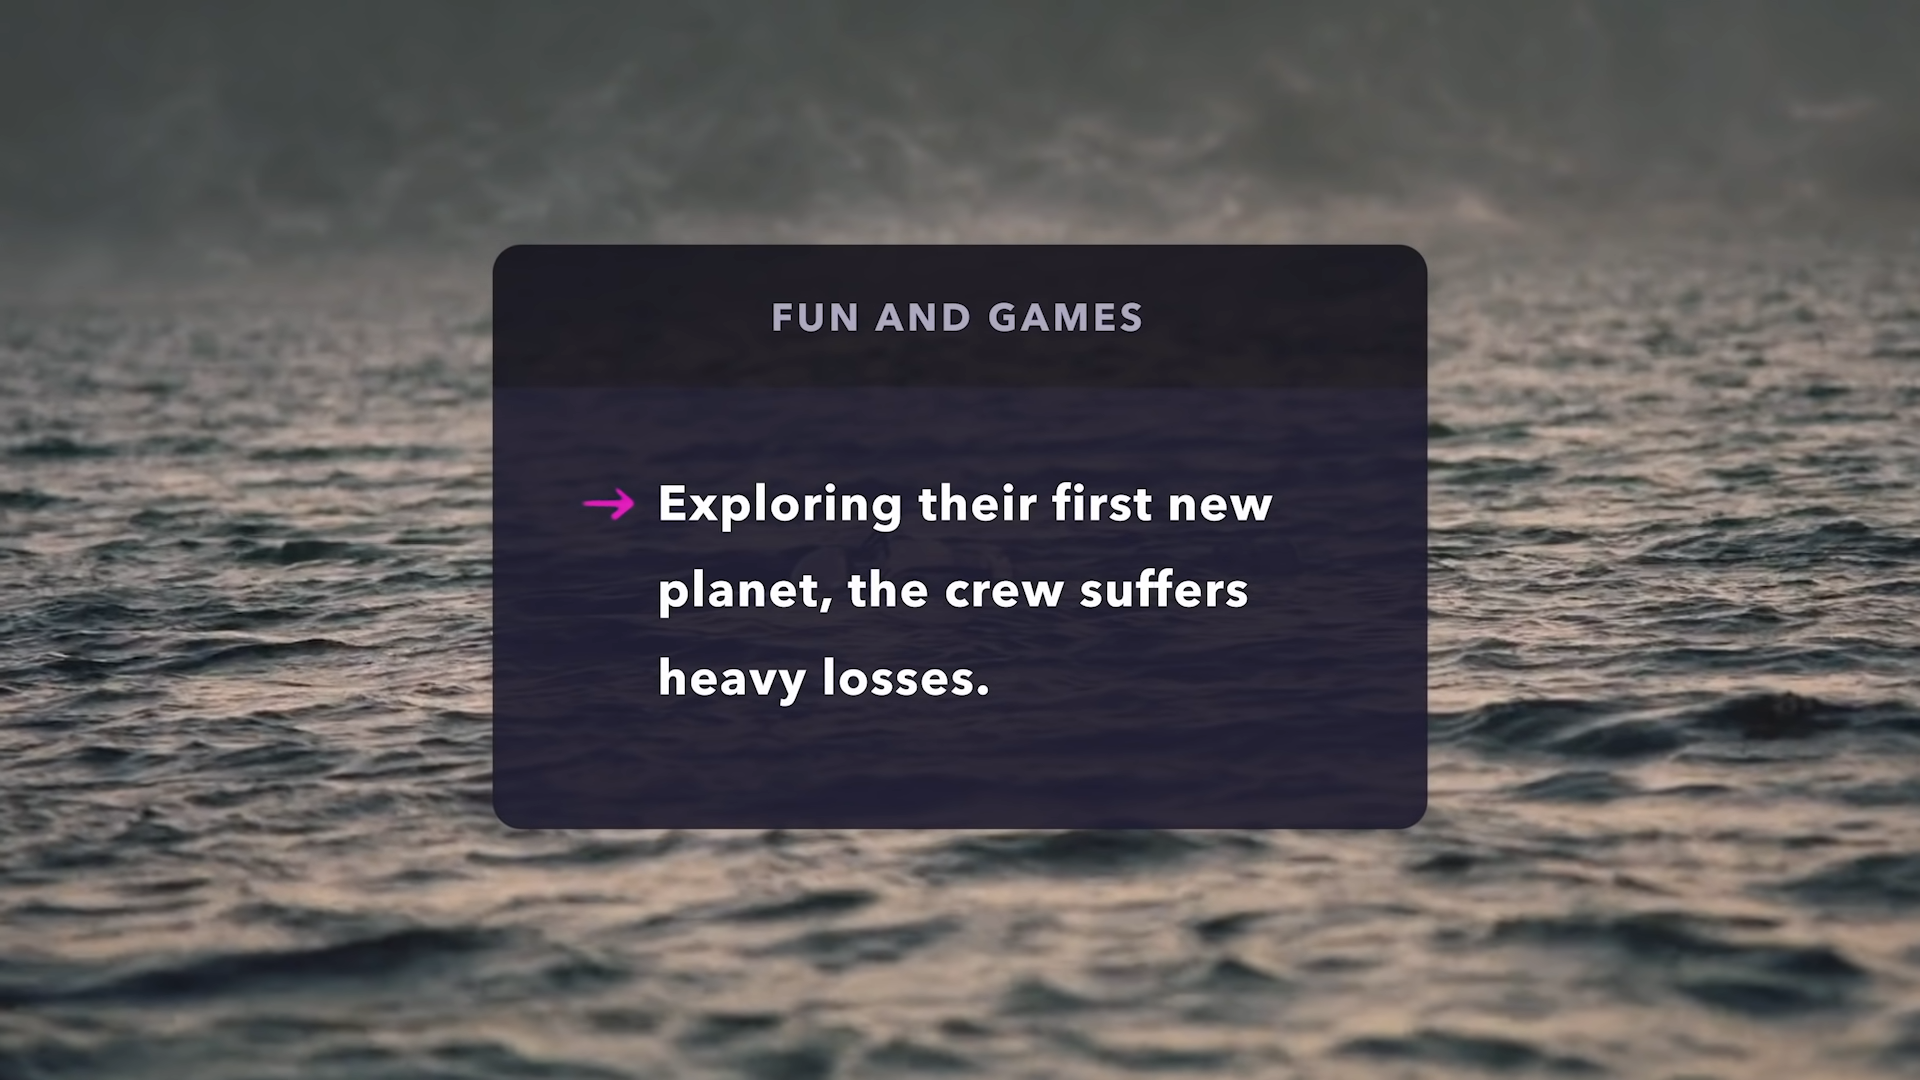 FUN AND GAMES
→ Exploring their first new
planet, the crew suffers
heavy losses.